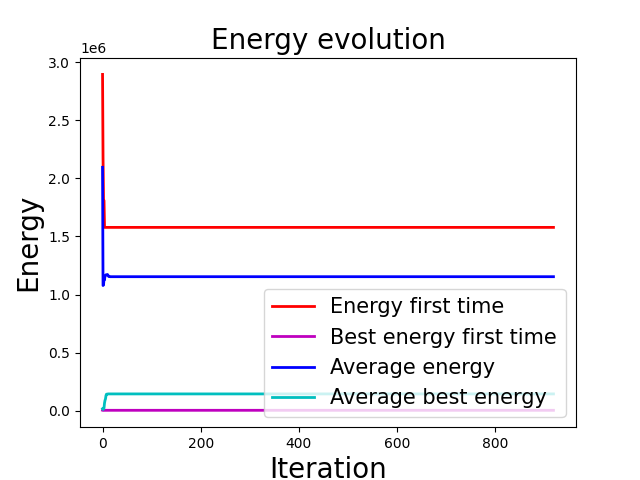 Energy evolution
1e6
3.0
2.5
2.0
1.5
1.0
0.5
0.0
Energy
Energy first time
Best energy first time
Average energy
Average best energy
0 200 400 600 800
Iteration